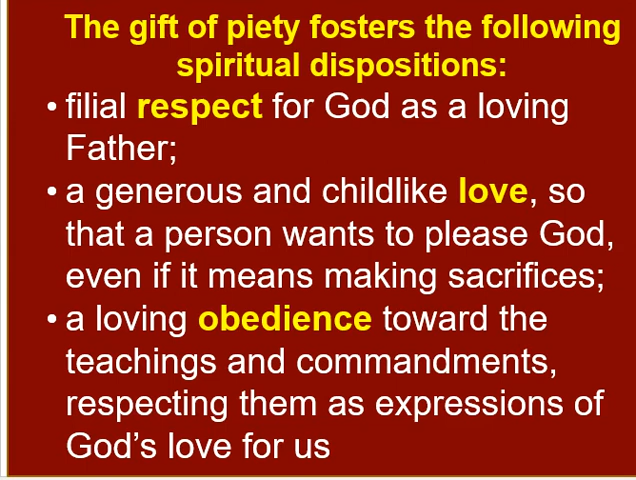 The gift of piety fosters the following
spiritual dispositions:
• filial respect for God as a loving
Father;
• a generous and childlike love, so
that a person wants to please God,
even if it means making sacrifices;
• a loving obedience toward the
teachings and commandments,
respecting them as expressions of
God's love for us